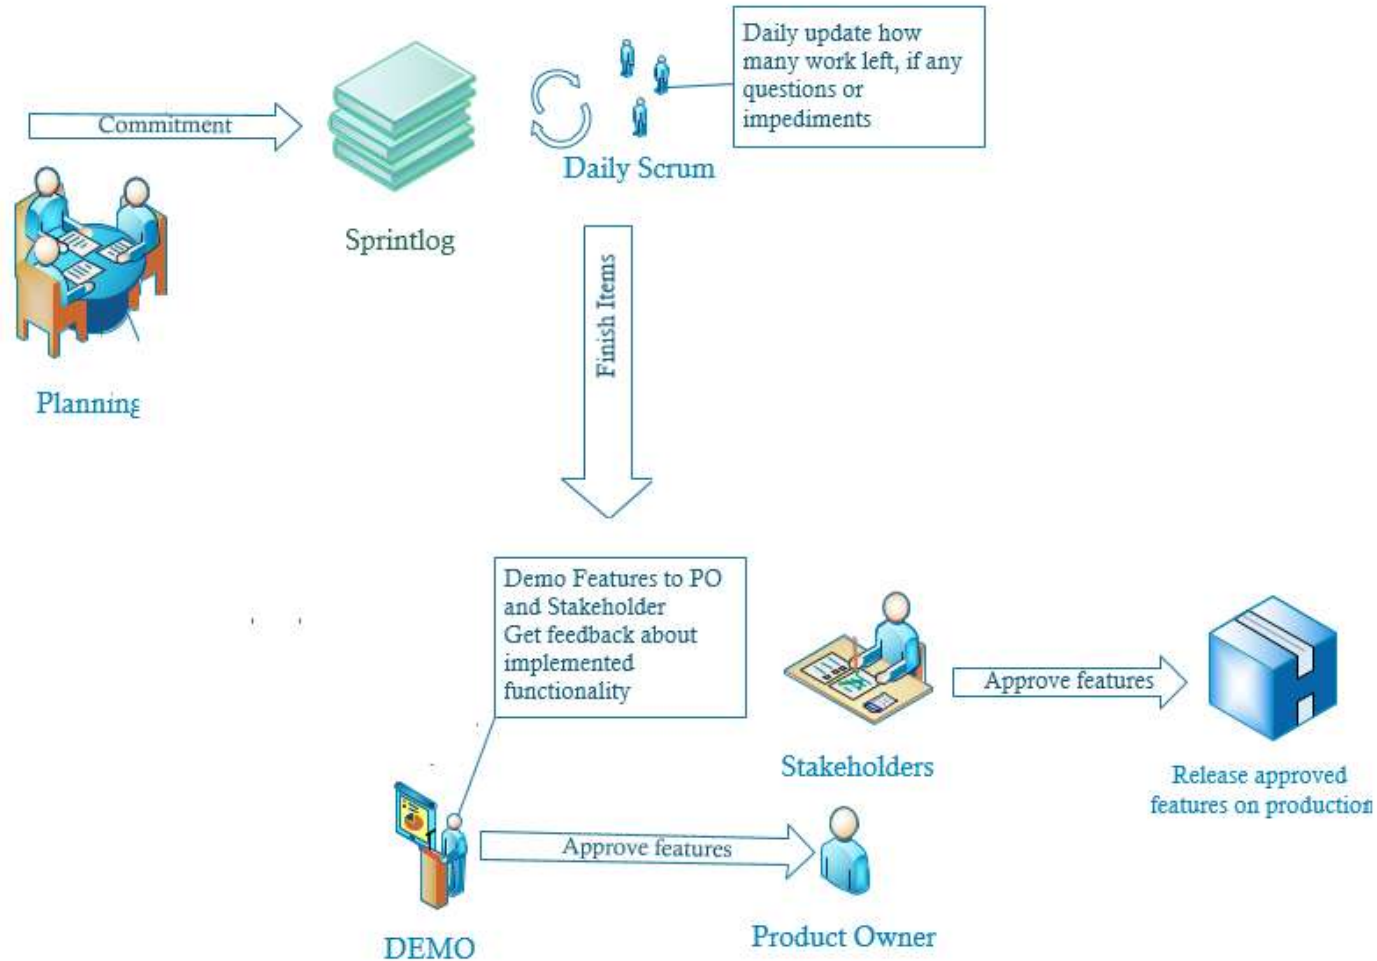 Commitment
Daily update how
many work left, if any
questions or
impediments
Daily Scrum
Sprintlog
Planning
Finish Items
Demo Features to PO
and Stakeholder
Get feedback about
implemented
functionality
Approve features
Stakeholders
Release approved
features on production
Approve features
Product Owner
DEMO